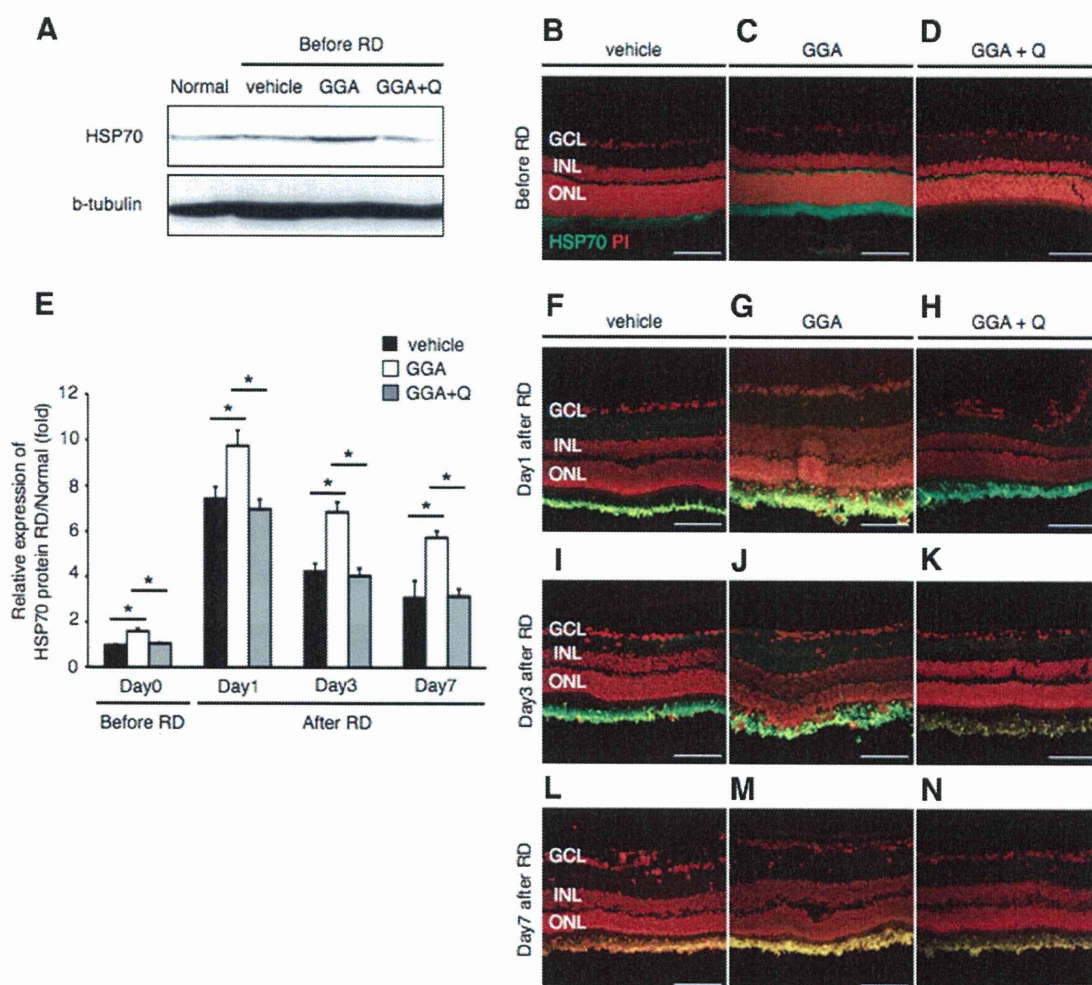 A
Before RD
Normal vehicle GGA GGA+Q
HSP70
b-tubulin
B
vehicle
C
GGA
D
GGA + Q
Before RD
GCL
INL
ONL
HSP70 PI
E
vehicle
GGA
GGA+Q
Relative expression of
HSP70 protein RD/Normal (fold)
12
10
8
6
4
2
0
* *
* *
* *
* *
Day0 Day1 Day3 Day7
Before RD After RD
F
vehicle
G
GGA
H
GGA + Q
Day1 after RD
GCL
INL
ONL
I
J
K
Day3 after RD
GCL
INL
ONL
L
M
N
Day7 after RD
GCL
INL
ONL